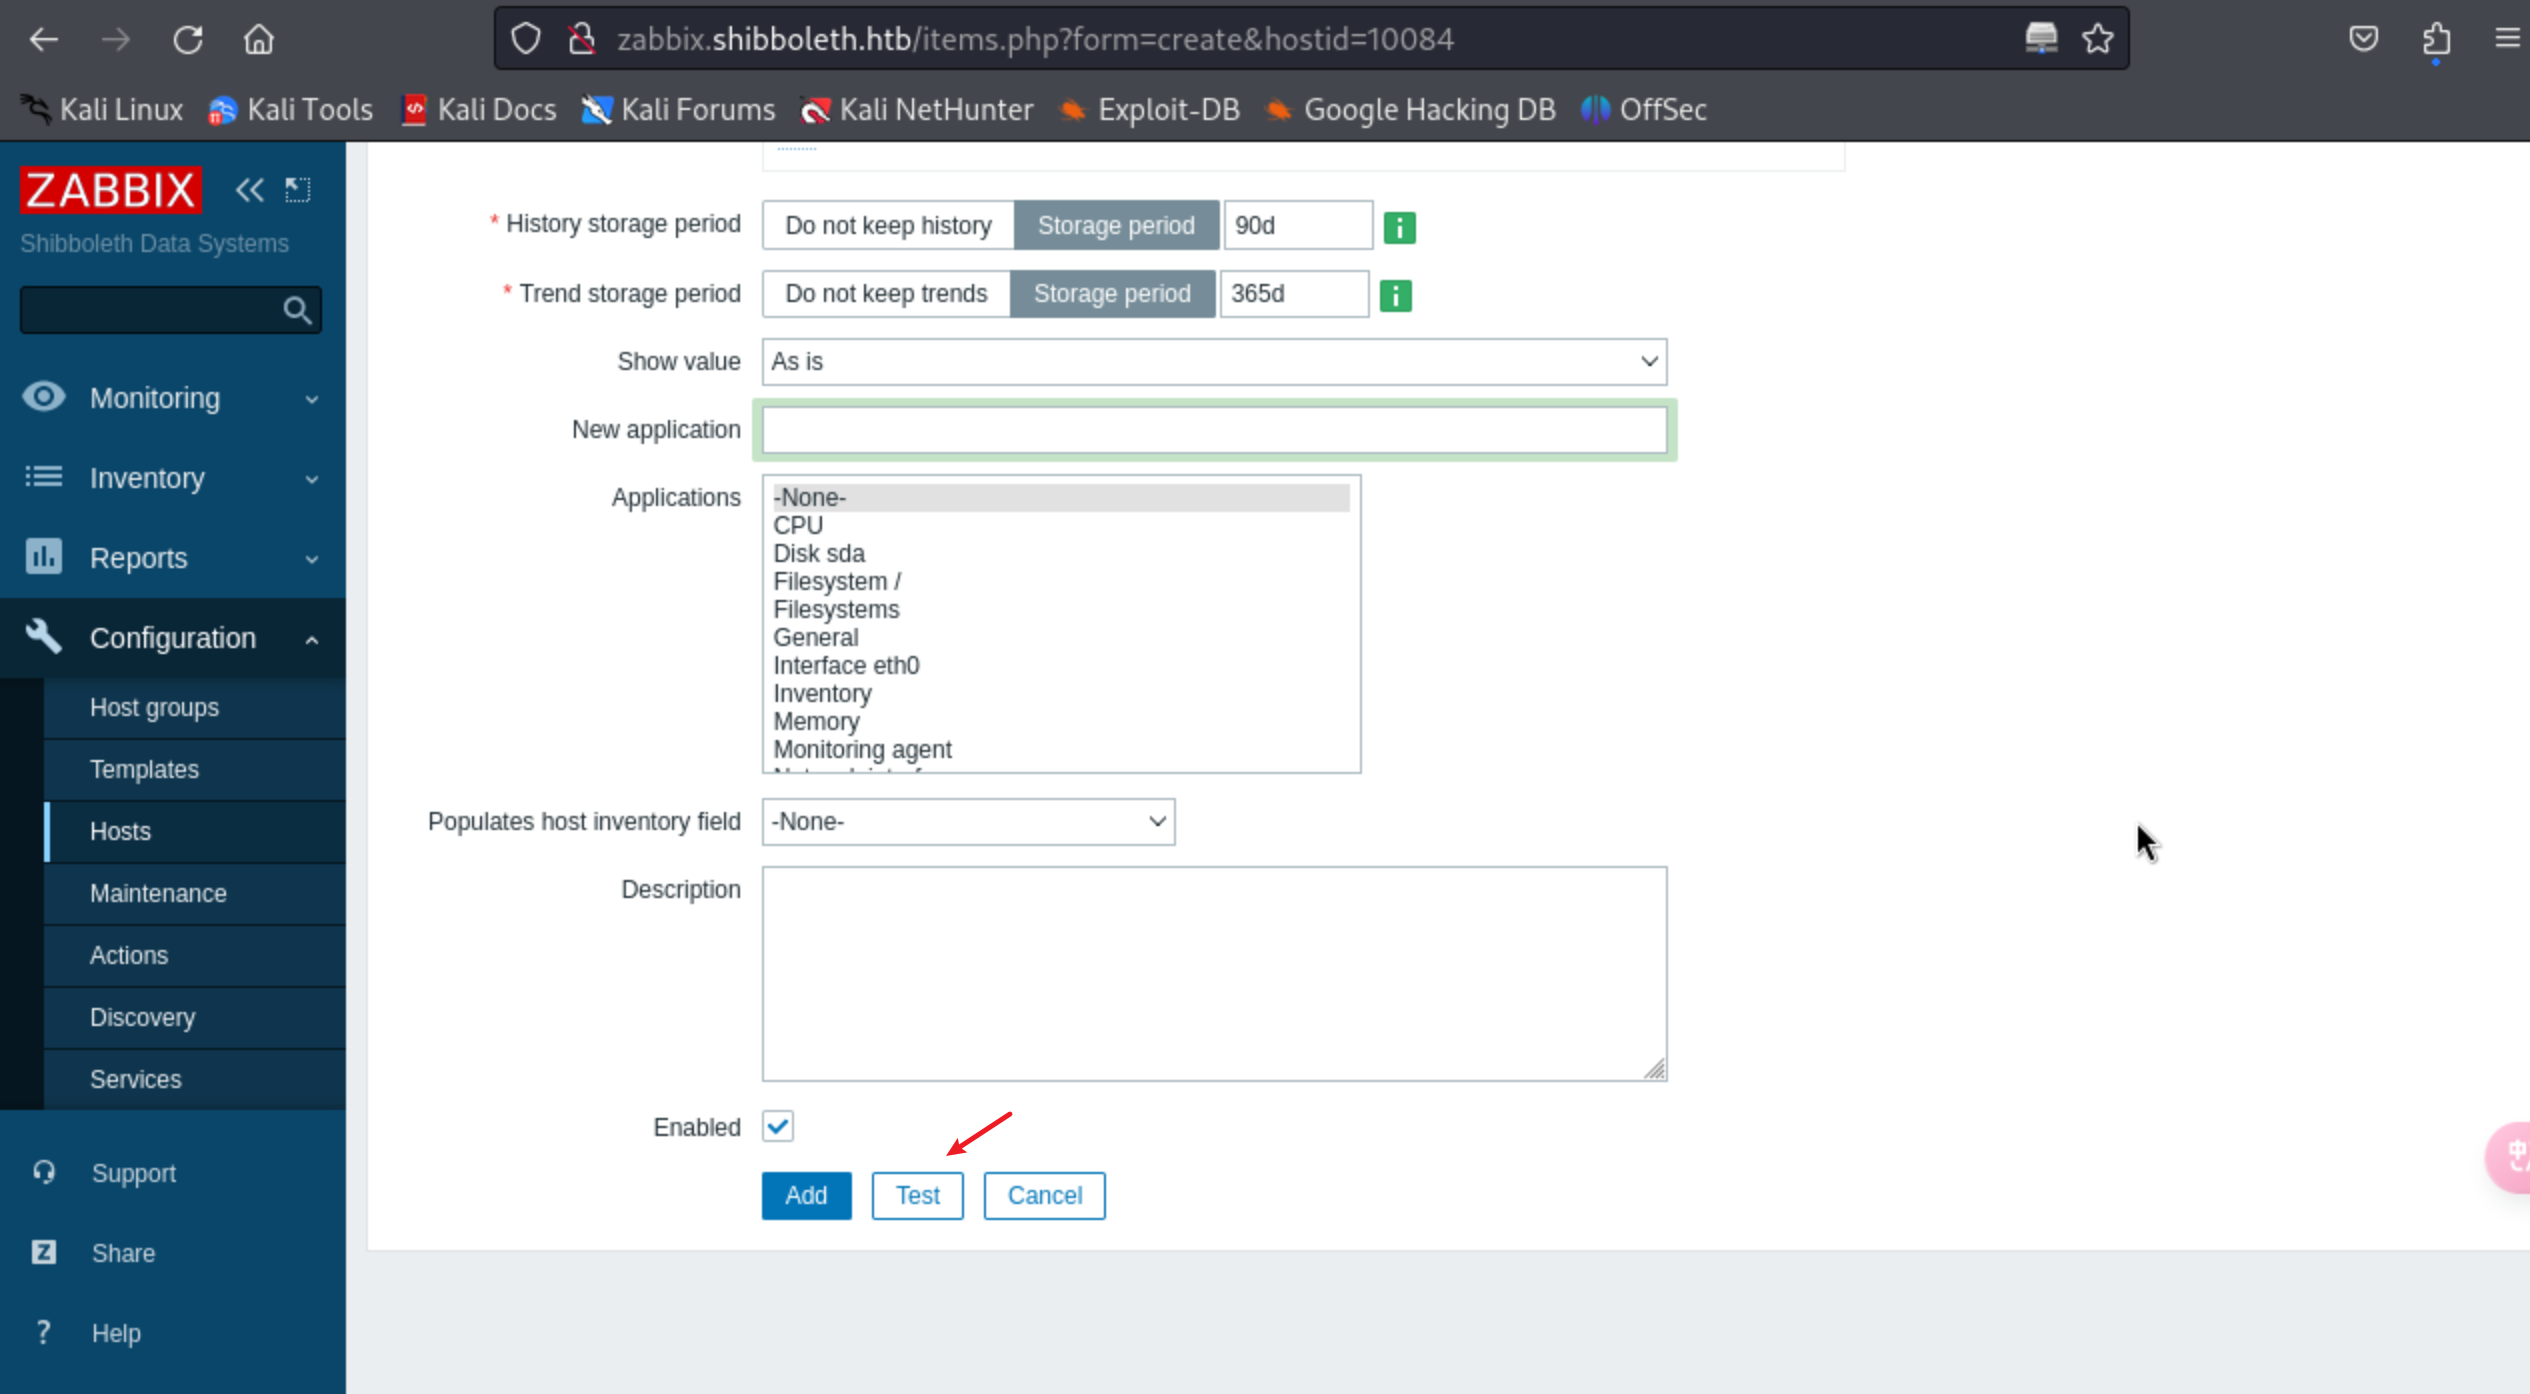 zabbix.shibboleth.htb/items.php?form=create&hostid=10084
Kali Linux Kali Tools Kali Docs Kali Forums Kali NetHunter Exploit-DB Google Hacking DB OffSec
ZABBIX
Shibboleth Data Systems
Monitoring
Inventory
Reports
Configuration
Host groups
Templates
Hosts
Maintenance
Actions
Discovery
Services
Support
Share
Help
* History storage period Do not keep history Storage period 90d
* Trend storage period Do not keep trends Storage period 365d
Show value As is
New application
Applications -None-
CPU
Disk sda
Filesystem /
Filesystems
General
Interface eth0
Inventory
Memory
Monitoring agent
Populates host inventory field -None-
Description
Enabled
Add Test Cancel